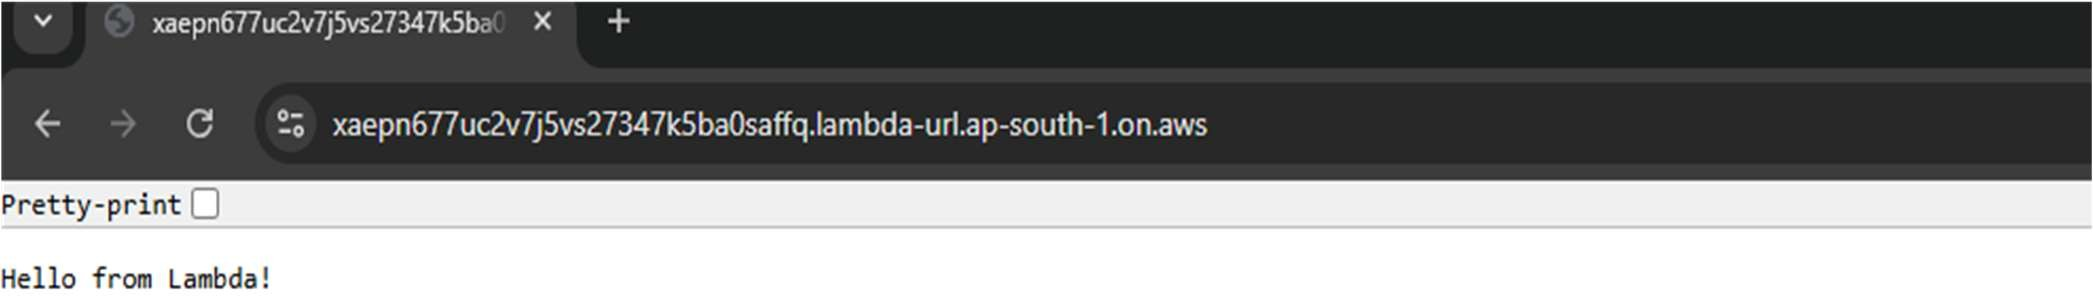 xaepn677uc2v7j5vs27347k5ba0
xaepn677uc2v7j5vs27347k5ba0saffq.lambda-url.ap-south-1.on.aws
Pretty-print
Hello from Lambda!